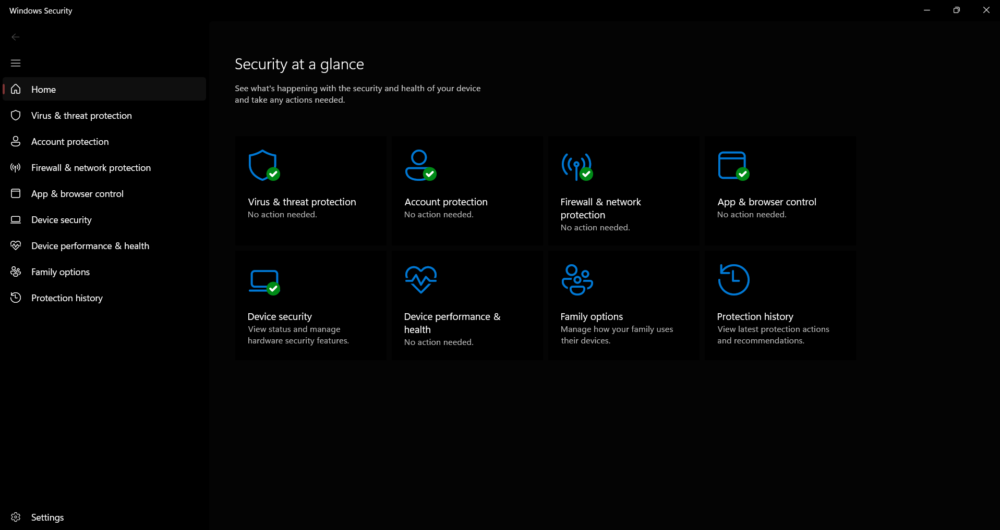 Windows Security
Home
Virus & threat protection
Account protection
Firewall & network protection
App & browser control
Device security
Device performance & health
Family options
Protection history
Settings
Security at a glance
See what's happening with the security and health of your device
and take any actions needed.
Virus & threat protection
No action needed.
Account protection
No action needed.
Firewall & network
protection
No action needed.
App & browser control
No action needed.
Device security
View status and manage
hardware security features.
Device performance &
health
No action needed.
Family options
Manage how your family uses
their devices.
Protection history
View latest protection actions
and recommendations.